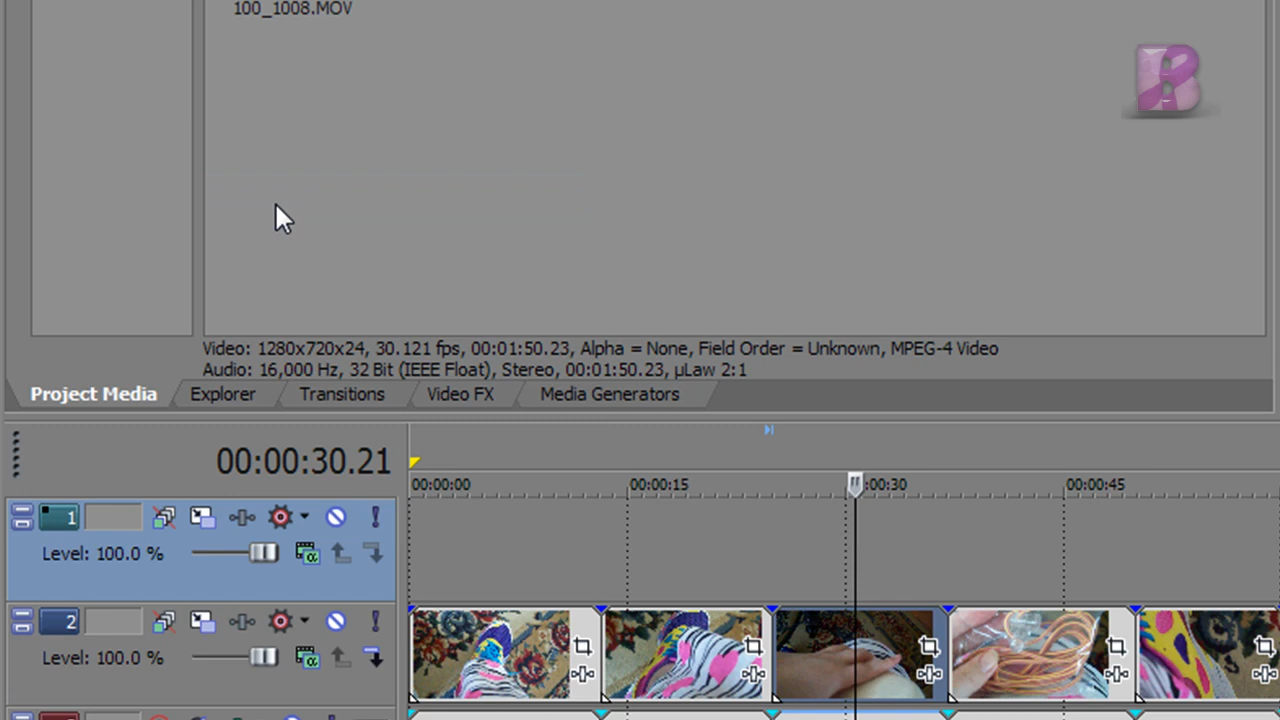 100_1008.MOV
B
Video: 1280x720x24, 30.121 fps, 00:01:50.23, Alpha = None, Field Order = Unknown, MPEG-4 Video
Audio: 16,000 Hz, 32 Bit (IEEE Float), Stereo, 00:01:50.23, µLaw 2:1
Project Media Explorer Transitions Video FX Media Generators
00:00:30.21
00:00:00 00:00:15 :00:30 00:00:45
1
Level: 100.0 %
2
Level: 100.0 %